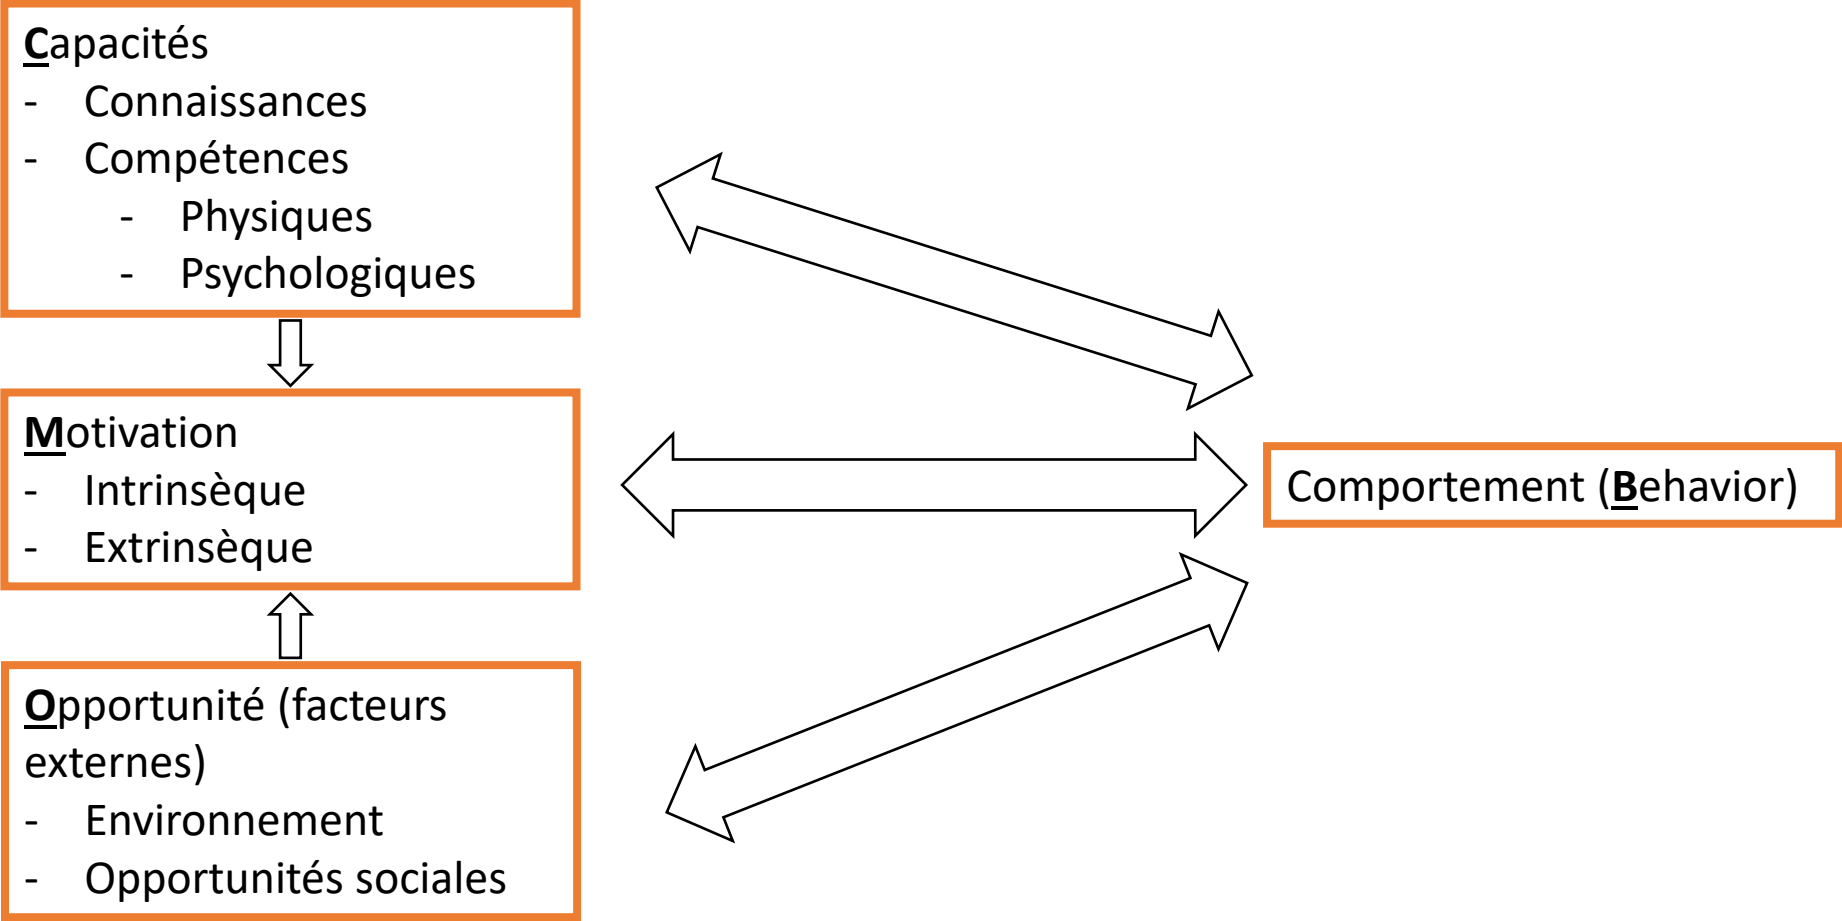 Capacités
- Connaissances
- Compétences
- Physiques
- Psychologiques
Motivation
- Intrinsèque
- Extrinsèque
Opportunité (facteurs
externes)
- Environnement
- Opportunités sociales
Comportement (Behavior)